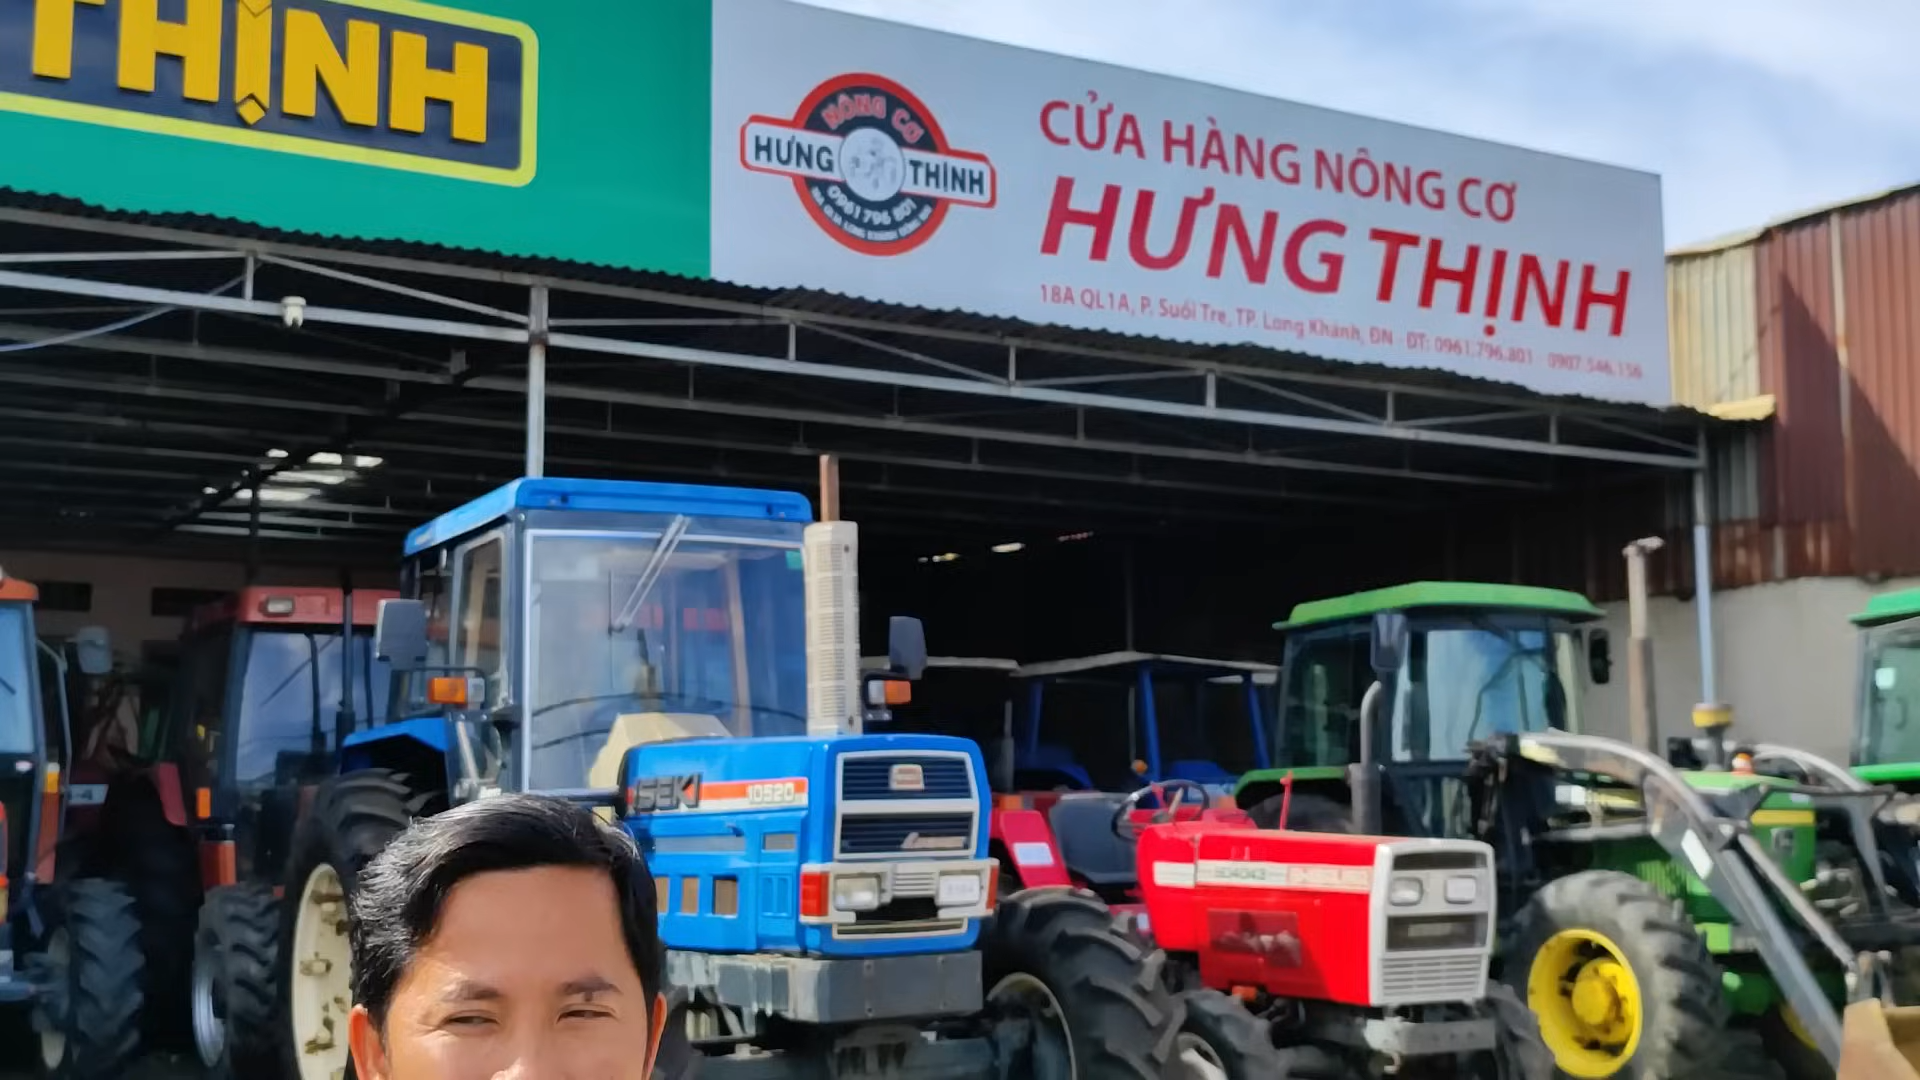 THỊNH
NÔNG CƠ
HƯNG THỊNH
0961 796 801
CỬA HÀNG NÔNG CƠ
HƯNG THỊNH
18A QL1A, P. Suối Tre, TP. Long Khánh, ĐN - ĐT: 0961.796.801 - 0907.546.156
ISEKI
10520